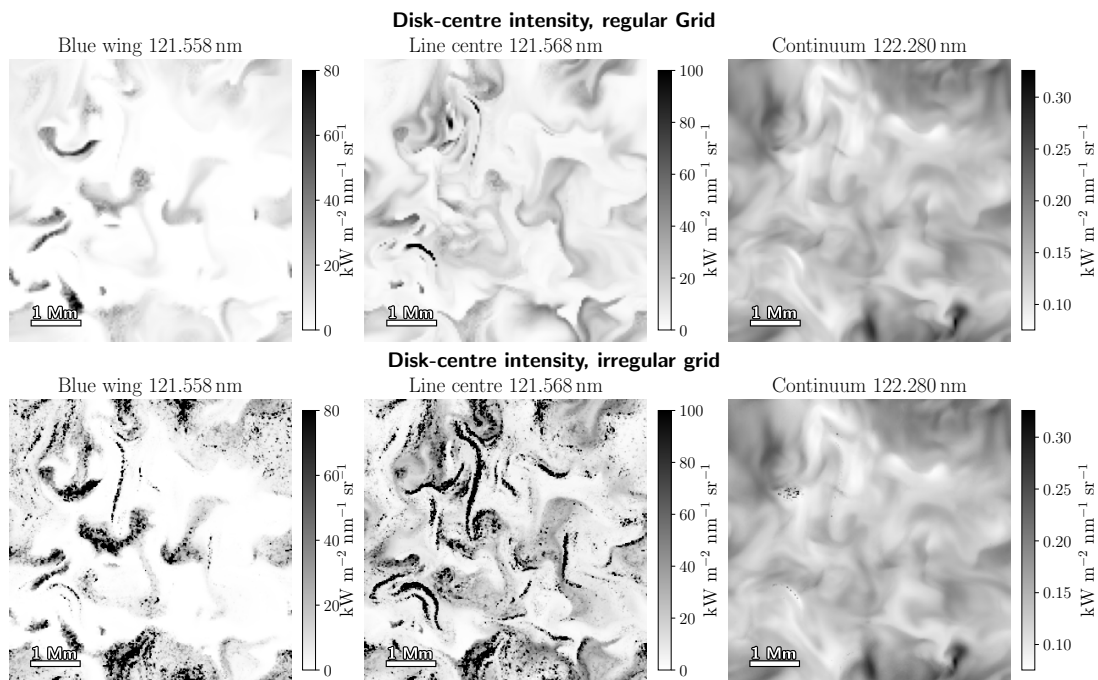 Disk-centre intensity, regular Grid
Blue wing 121.558 nm
Line centre 121.568 nm
Continuum 122.280 nm
80
60
40
20
0
kW m−2 nm−1 sr−1
100
80
60
40
20
0
kW m−2 nm−1 sr−1
0.30
0.25
0.20
0.15
0.10
kW m−2 nm−1 sr−1
1 Mm
1 Mm
1 Mm
Disk-centre intensity, irregular grid
Blue wing 121.558 nm
Line centre 121.568 nm
Continuum 122.280 nm
80
60
40
20
0
kW m−2 nm−1 sr−1
100
80
60
40
20
0
kW m−2 nm−1 sr−1
0.30
0.25
0.20
0.15
0.10
kW m−2 nm−1 sr−1
1 Mm
1 Mm
1 Mm